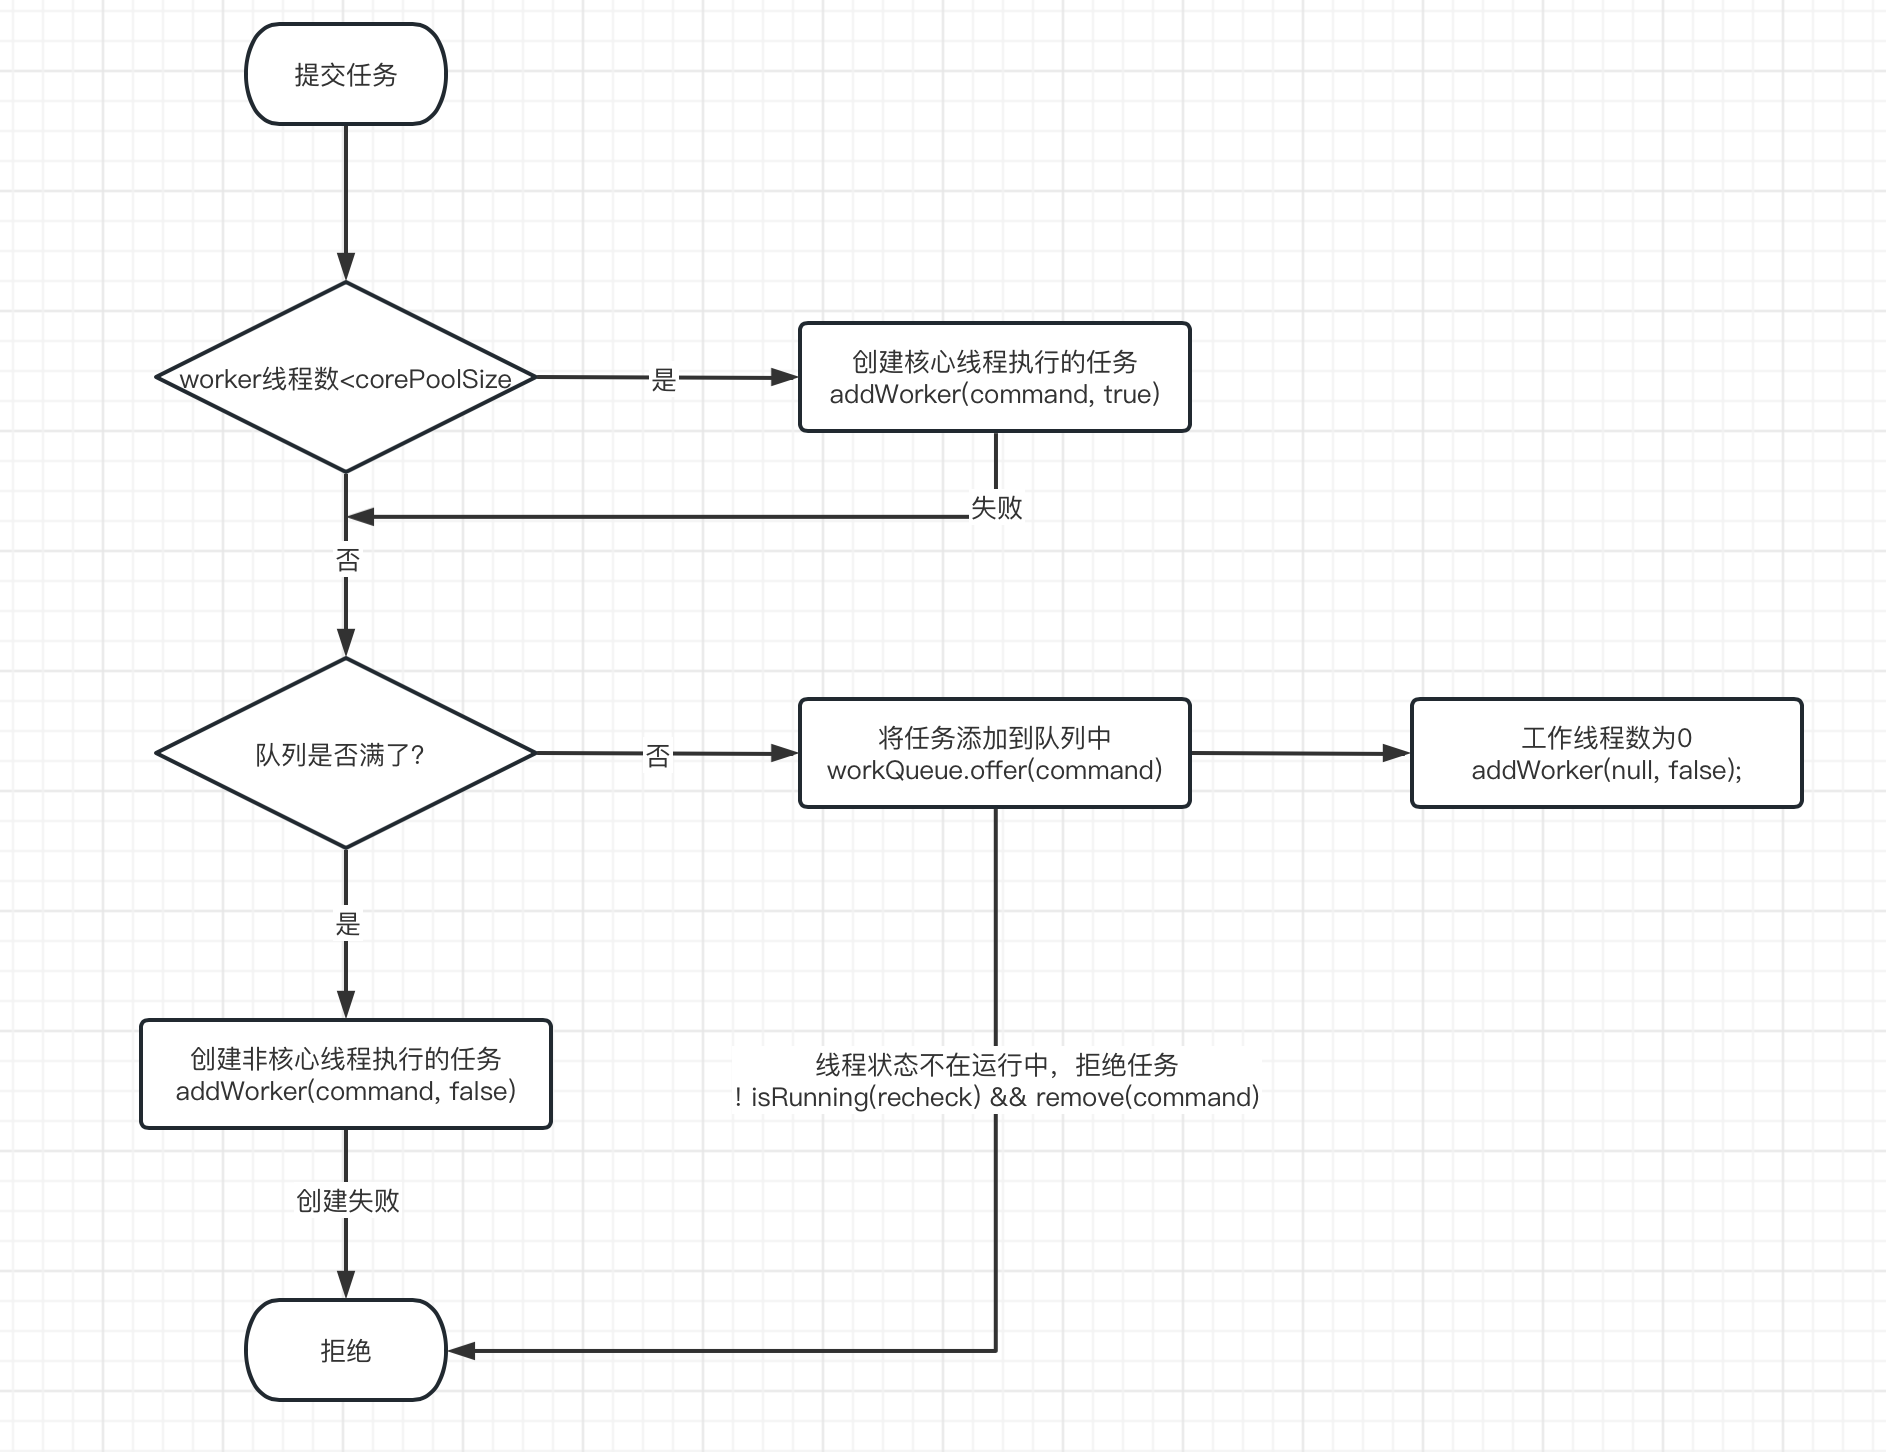 提交任务
worker线程数<corePoolSize
是
创建核心线程执行的任务
addWorker(command, true)
失败
否
队列是否满了?
否
将任务添加到队列中
workQueue.offer(command)
工作线程数为0
addWorker(null, false);
是
创建非核心线程执行的任务
addWorker(command, false)
线程状态不在运行中，拒绝任务
! isRunning(recheck) && remove(command)
创建失败
拒绝